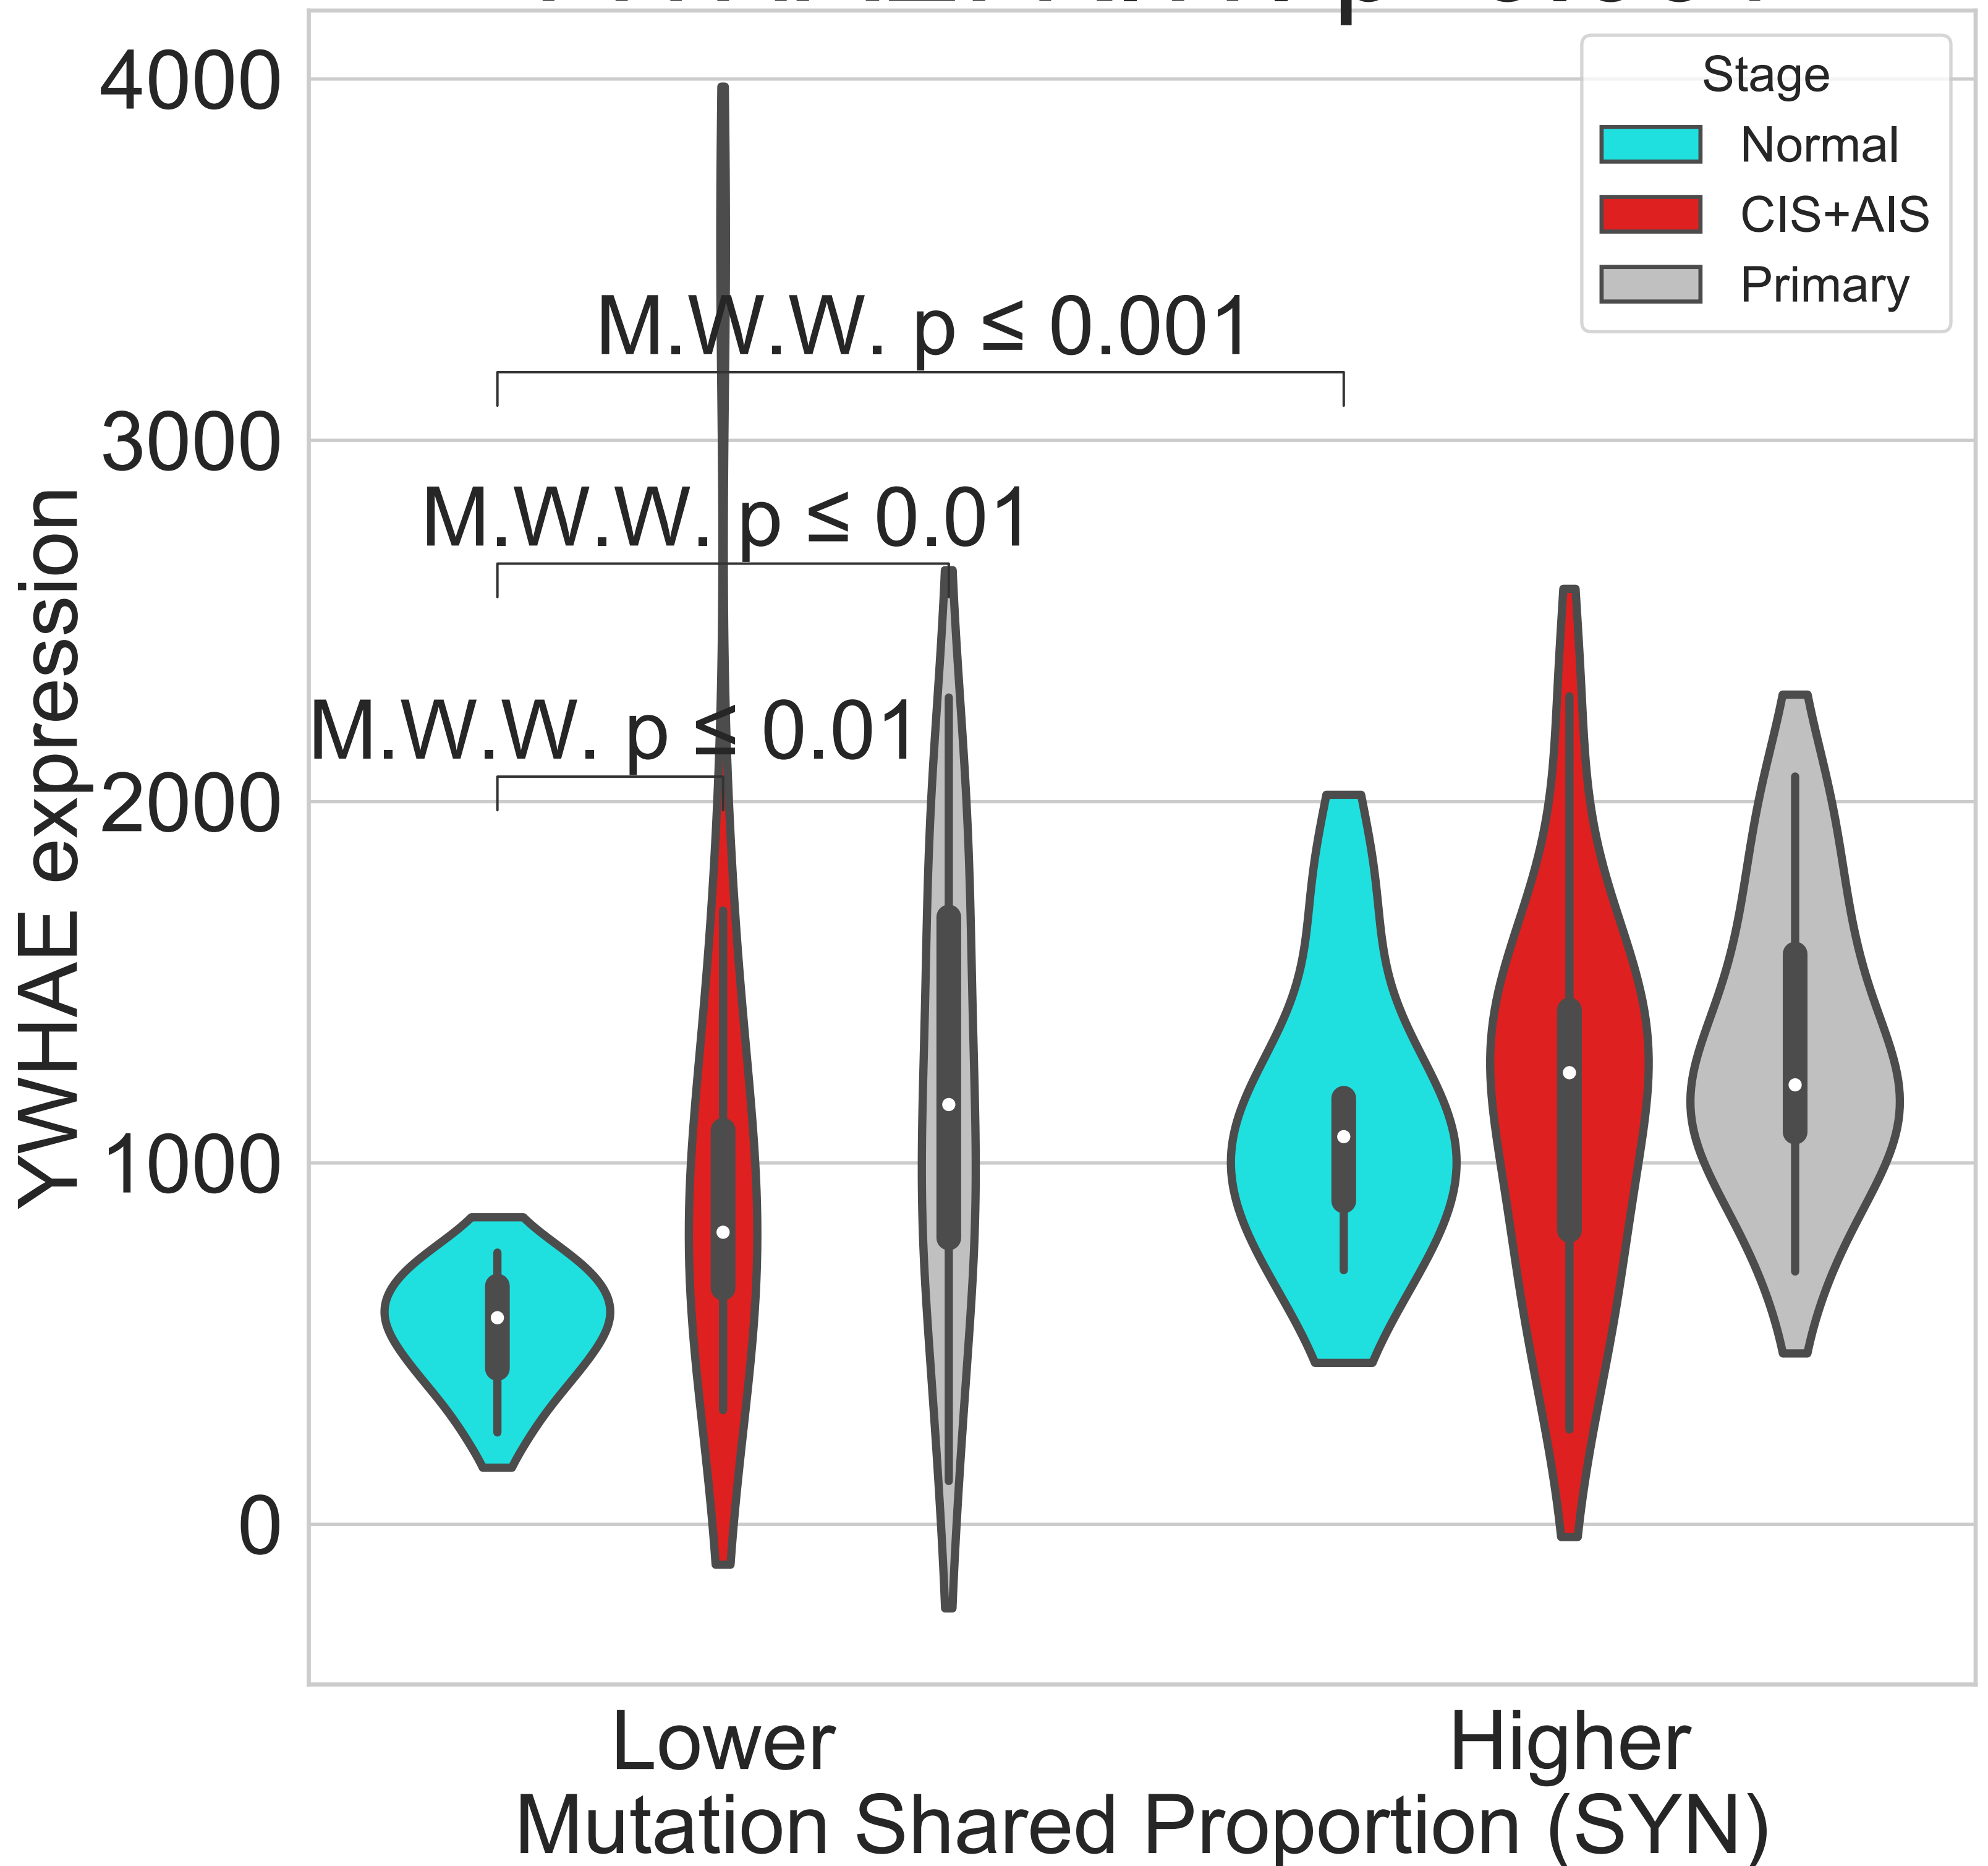 Stage
Normal
CIS+AIS
Primary
4000
3000
2000
1000
0
YWHAE expression
M.W.W. p ≤ 0.001
M.W.W. p ≤ 0.01
M.W.W. p ≤ 0.01
Lower
Higher
Mutation Shared Proportion (SYN)